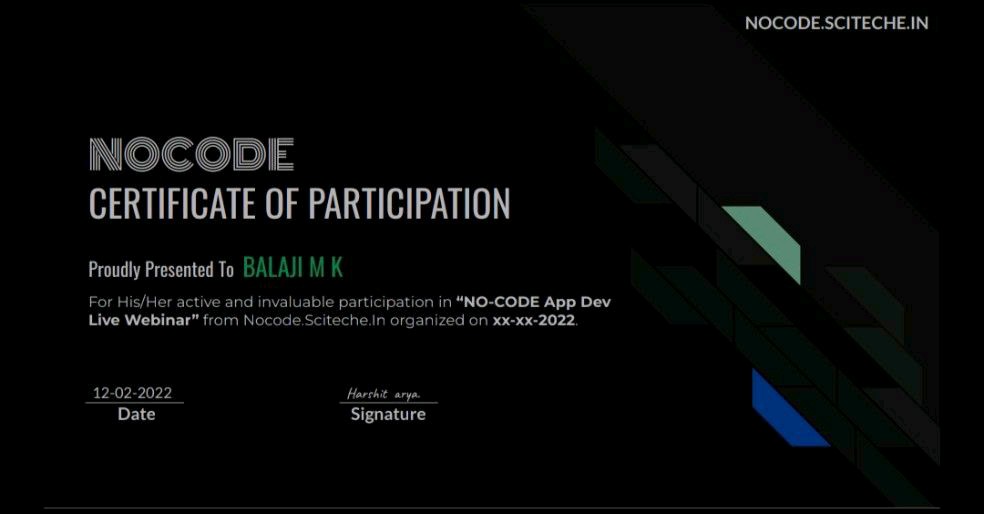 NOCODE.SCITECHE.IN
NOCODE
CERTIFICATE OF PARTICIPATION
Proudly Presented To BALAJI M K
For His/Her active and invaluable participation in “NO-CODE App Dev
Live Webinar” from Nocode.Sciteche.In organized on xx-xx-2022.
12-02-2022 Harshit arya.
Date Signature